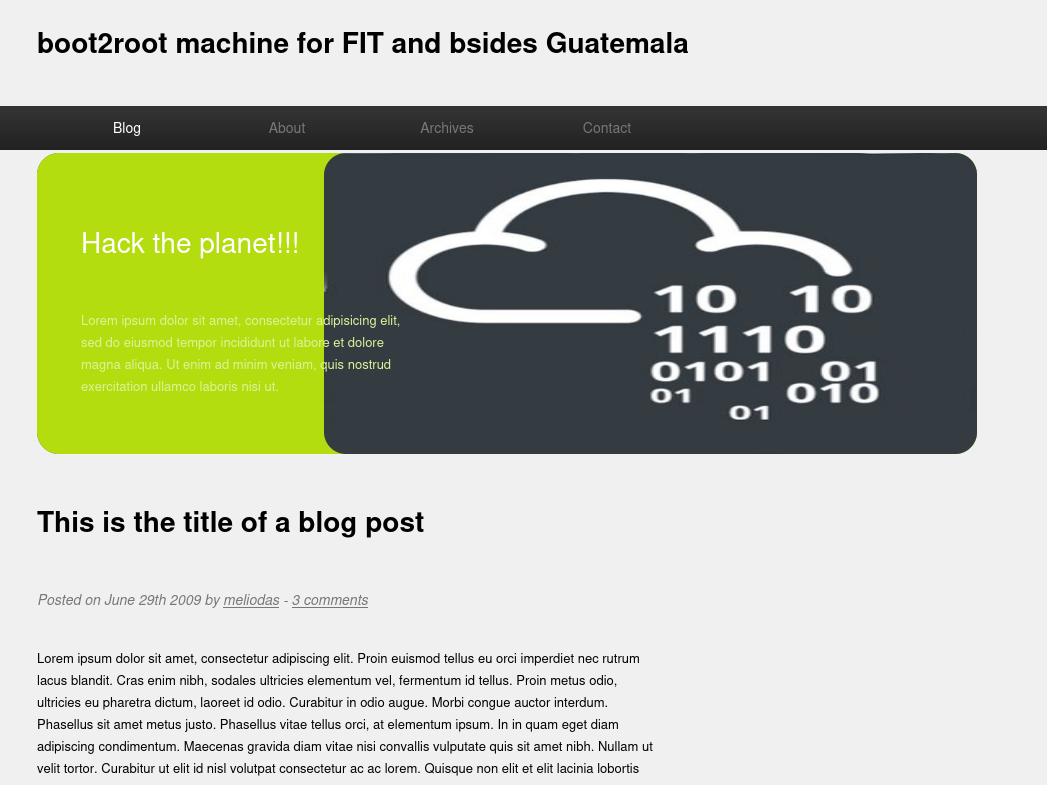 boot2root machine for FIT and bsides Guatemala
Blog About Archives Contact
Hack the planet!!!
Lorem ipsum dolor sit amet, consectetur adipisicing elit,
sed do eiusmod tempor incididunt ut labore et dolore
magna aliqua. Ut enim ad minim veniam, quis nostrud
exercitation ullamco laboris nisi ut.
10 10
1110
0101 01
01 010
01
This is the title of a blog post
Posted on June 29th 2009 by meliodas - 3 comments
Lorem ipsum dolor sit amet, consectetur adipiscing elit. Proin euismod tellus eu orci imperdiet nec rutrum
lacus blandit. Cras enim nibh, sodales ultricies elementum vel, fermentum id tellus. Proin metus odio,
ultricies eu pharetra dictum, laoreet id odio. Curabitur in odio augue. Morbi congue auctor interdum.
Phasellus sit amet metus justo. Phasellus vitae tellus orci, at elementum ipsum. In in quam eget diam
adipiscing condimentum. Maecenas gravida diam vitae nisi convallis vulputate quis sit amet nibh. Nullam ut
velit tortor. Curabitur ut elit id nisl volutpat consectetur ac ac lorem. Quisque non elit et elit lacinia lobortis